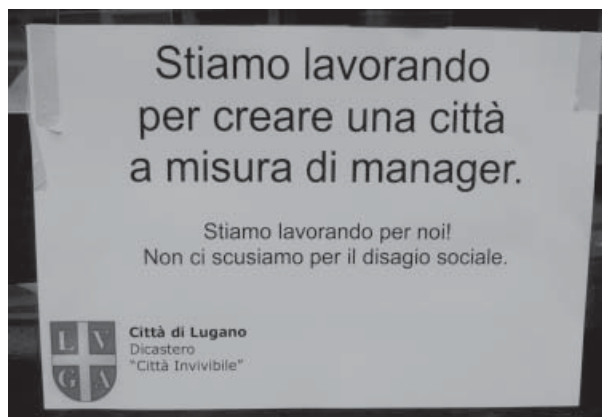 Stiamo lavorando
per creare una città
a misura di manager.
Stiamo lavorando per noi!
Non ci scusiamo per il disagio sociale.
L V
G A
Città di Lugano
Dicastero
"Città Invivibile"